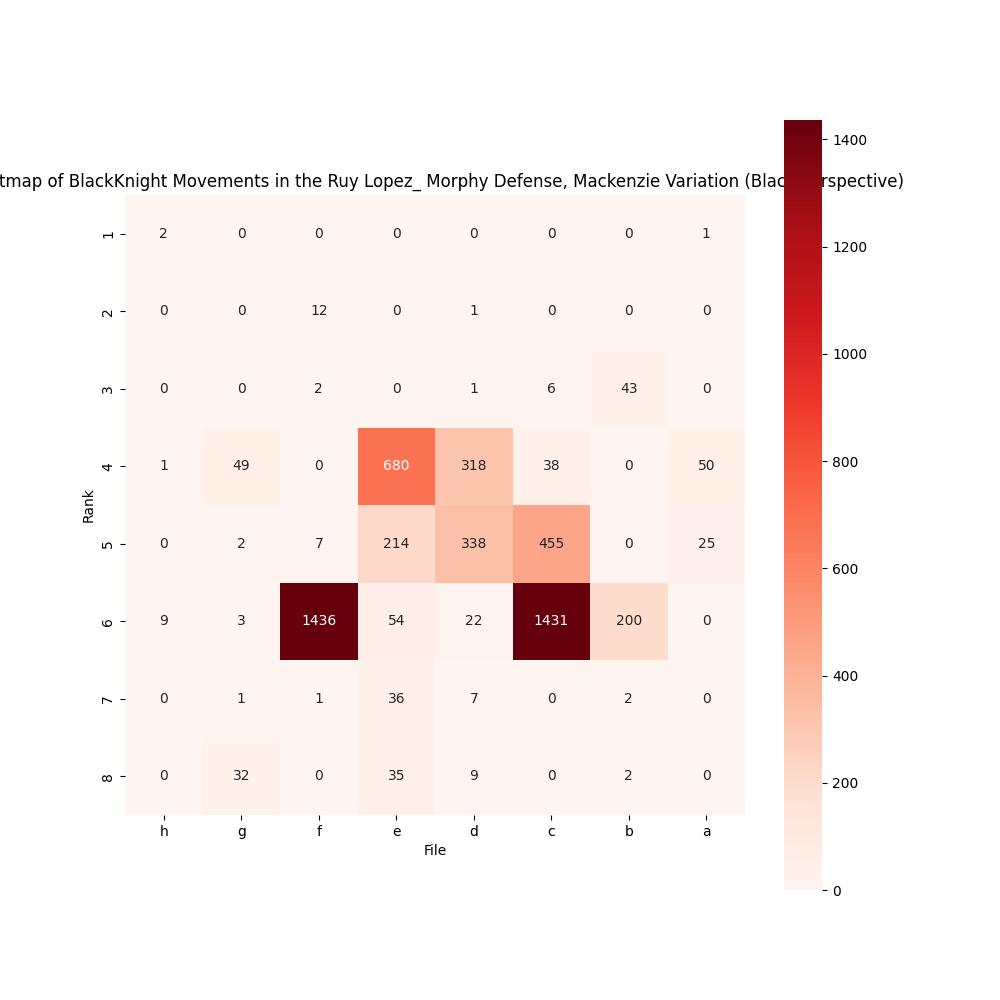 tmap of BlackKnight Movements in the Ruy Lopez_ Morphy Defense, Mackenzie Variation (Blac rspective)
Rank
1 2 0 0 0 0 0 0 1
2 0 0 12 0 1 0 0 0
3 0 0 2 0 1 6 43 0
4 1 49 0 680 318 38 0 50
5 0 2 7 214 338 455 0 25
6 9 3 1436 54 22 1431 200 0
7 0 1 1 36 7 0 2 0
8 0 32 0 35 9 0 2 0
h g f e d c b a
File
1400
1200
1000
800
600
400
200
0